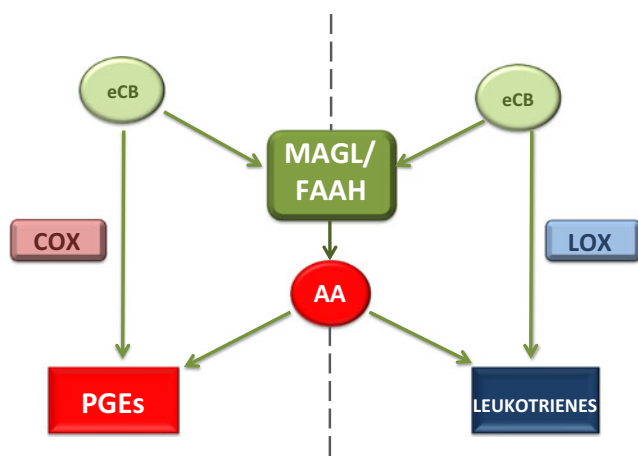 eCB
eCB
MAGL/
FAAH
COX
LOX
AA
PGEs
LEUKOTRIENES